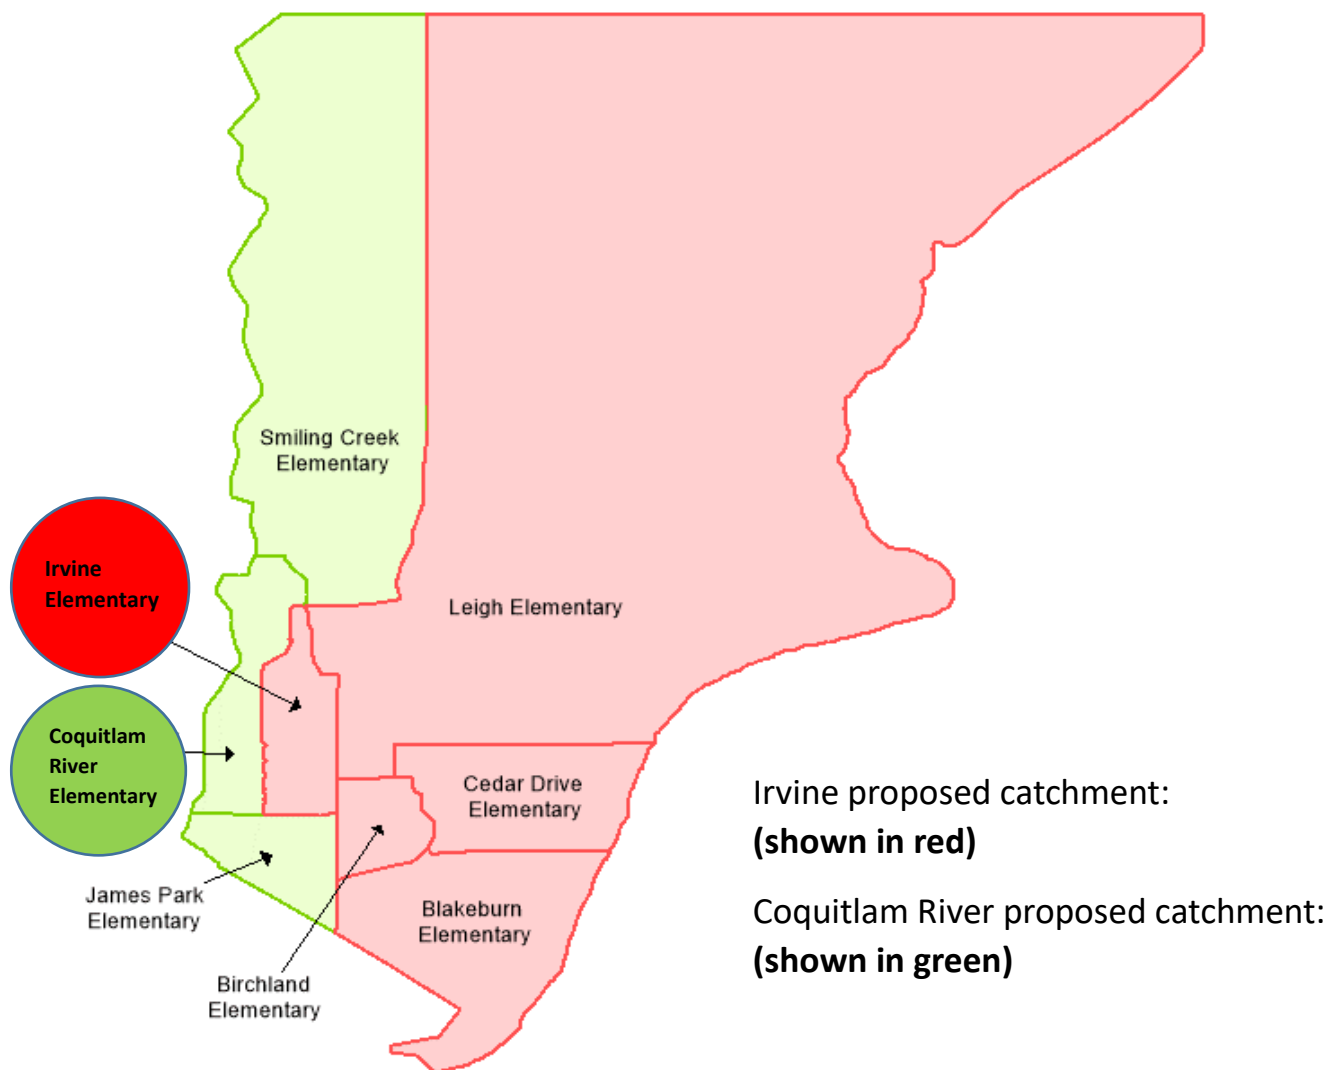 Smiling Creek
Elementary
Irvine
Elementary
Leigh Elementary
Coquitlam
River
Elementary
Cedar Drive
Elementary
James Park
Elementary
Blakeburn
Elementary
Birchland
Elementary
Irvine proposed catchment:
(shown in red)
Coquitlam River proposed catchment:
(shown in green)